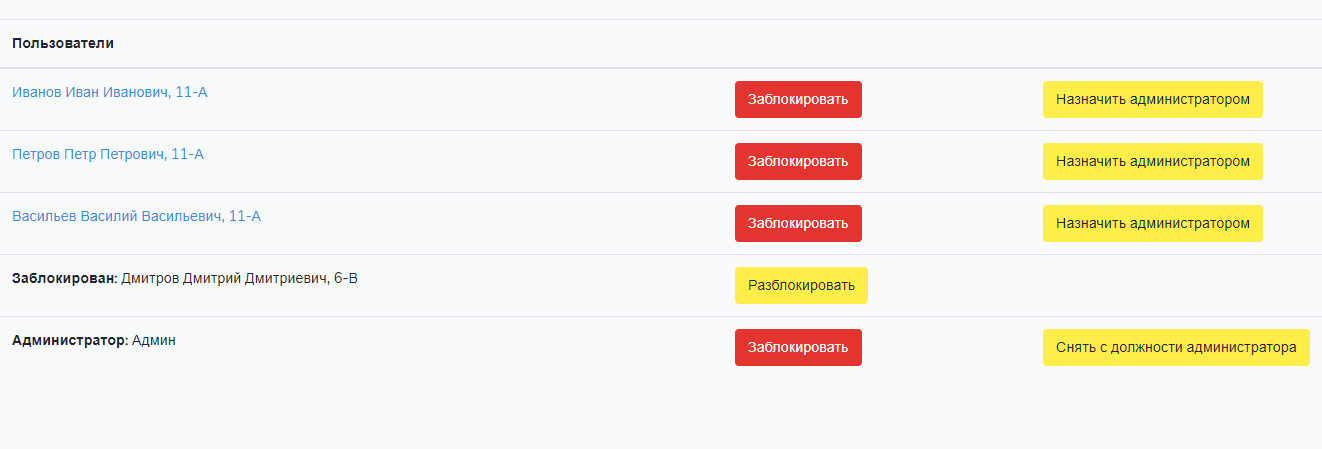 Пользователи
Иванов Иван Иванович, 11-А Заблокировать Назначить администратором
Петров Петр Петрович, 11-А Заблокировать Назначить администратором
Васильев Василий Васильевич, 11-А Заблокировать Назначить администратором
Заблокирован: Дмитров Дмитрий Дмитриевич, 6-В Разблокировать
Администратор: Админ Заблокировать Снять с должности администратора